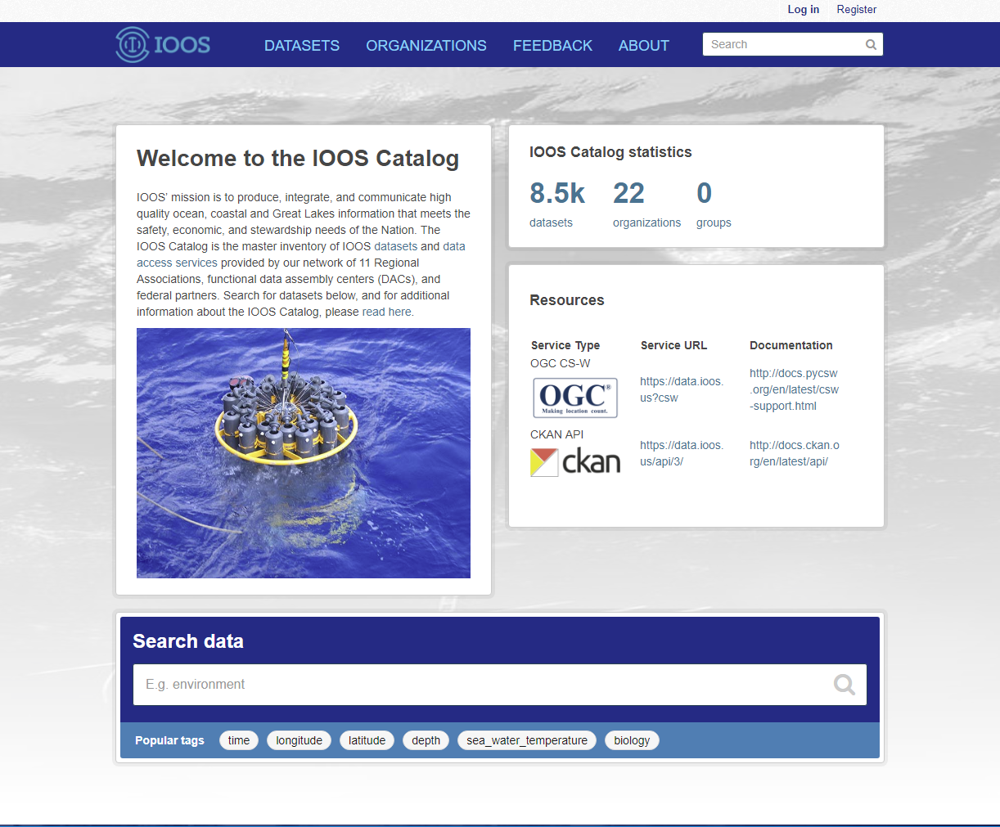 Log in Register
IOOS DATASETS ORGANIZATIONS FEEDBACK ABOUT Search
Welcome to the IOOS Catalog
IOOS’ mission is to produce, integrate, and communicate high
quality ocean, coastal and Great Lakes information that meets the
safety, economic, and stewardship needs of the Nation. The
IOOS Catalog is the master inventory of IOOS datasets and data
access services provided by our network of 11 Regional
Associations, functional data assembly centers (DACs), and
federal partners. Search for datasets below, and for additional
information about the IOOS Catalog, please read here.
IOOS Catalog statistics
8.5k 22 0
datasets organizations groups
Resources
Service Type Service URL Documentation
OGC CS-W
OGC®
Making location count.
https://data.ioos.
us?csw
http://docs.pycsw
.org/en/latest/csw
-support.html
CKAN API
ckan
https://data.ioos.
us/api/3/
http://docs.ckan.o
rg/en/latest/api/
Search data
E.g. environment
Popular tags time longitude latitude depth sea_water_temperature biology